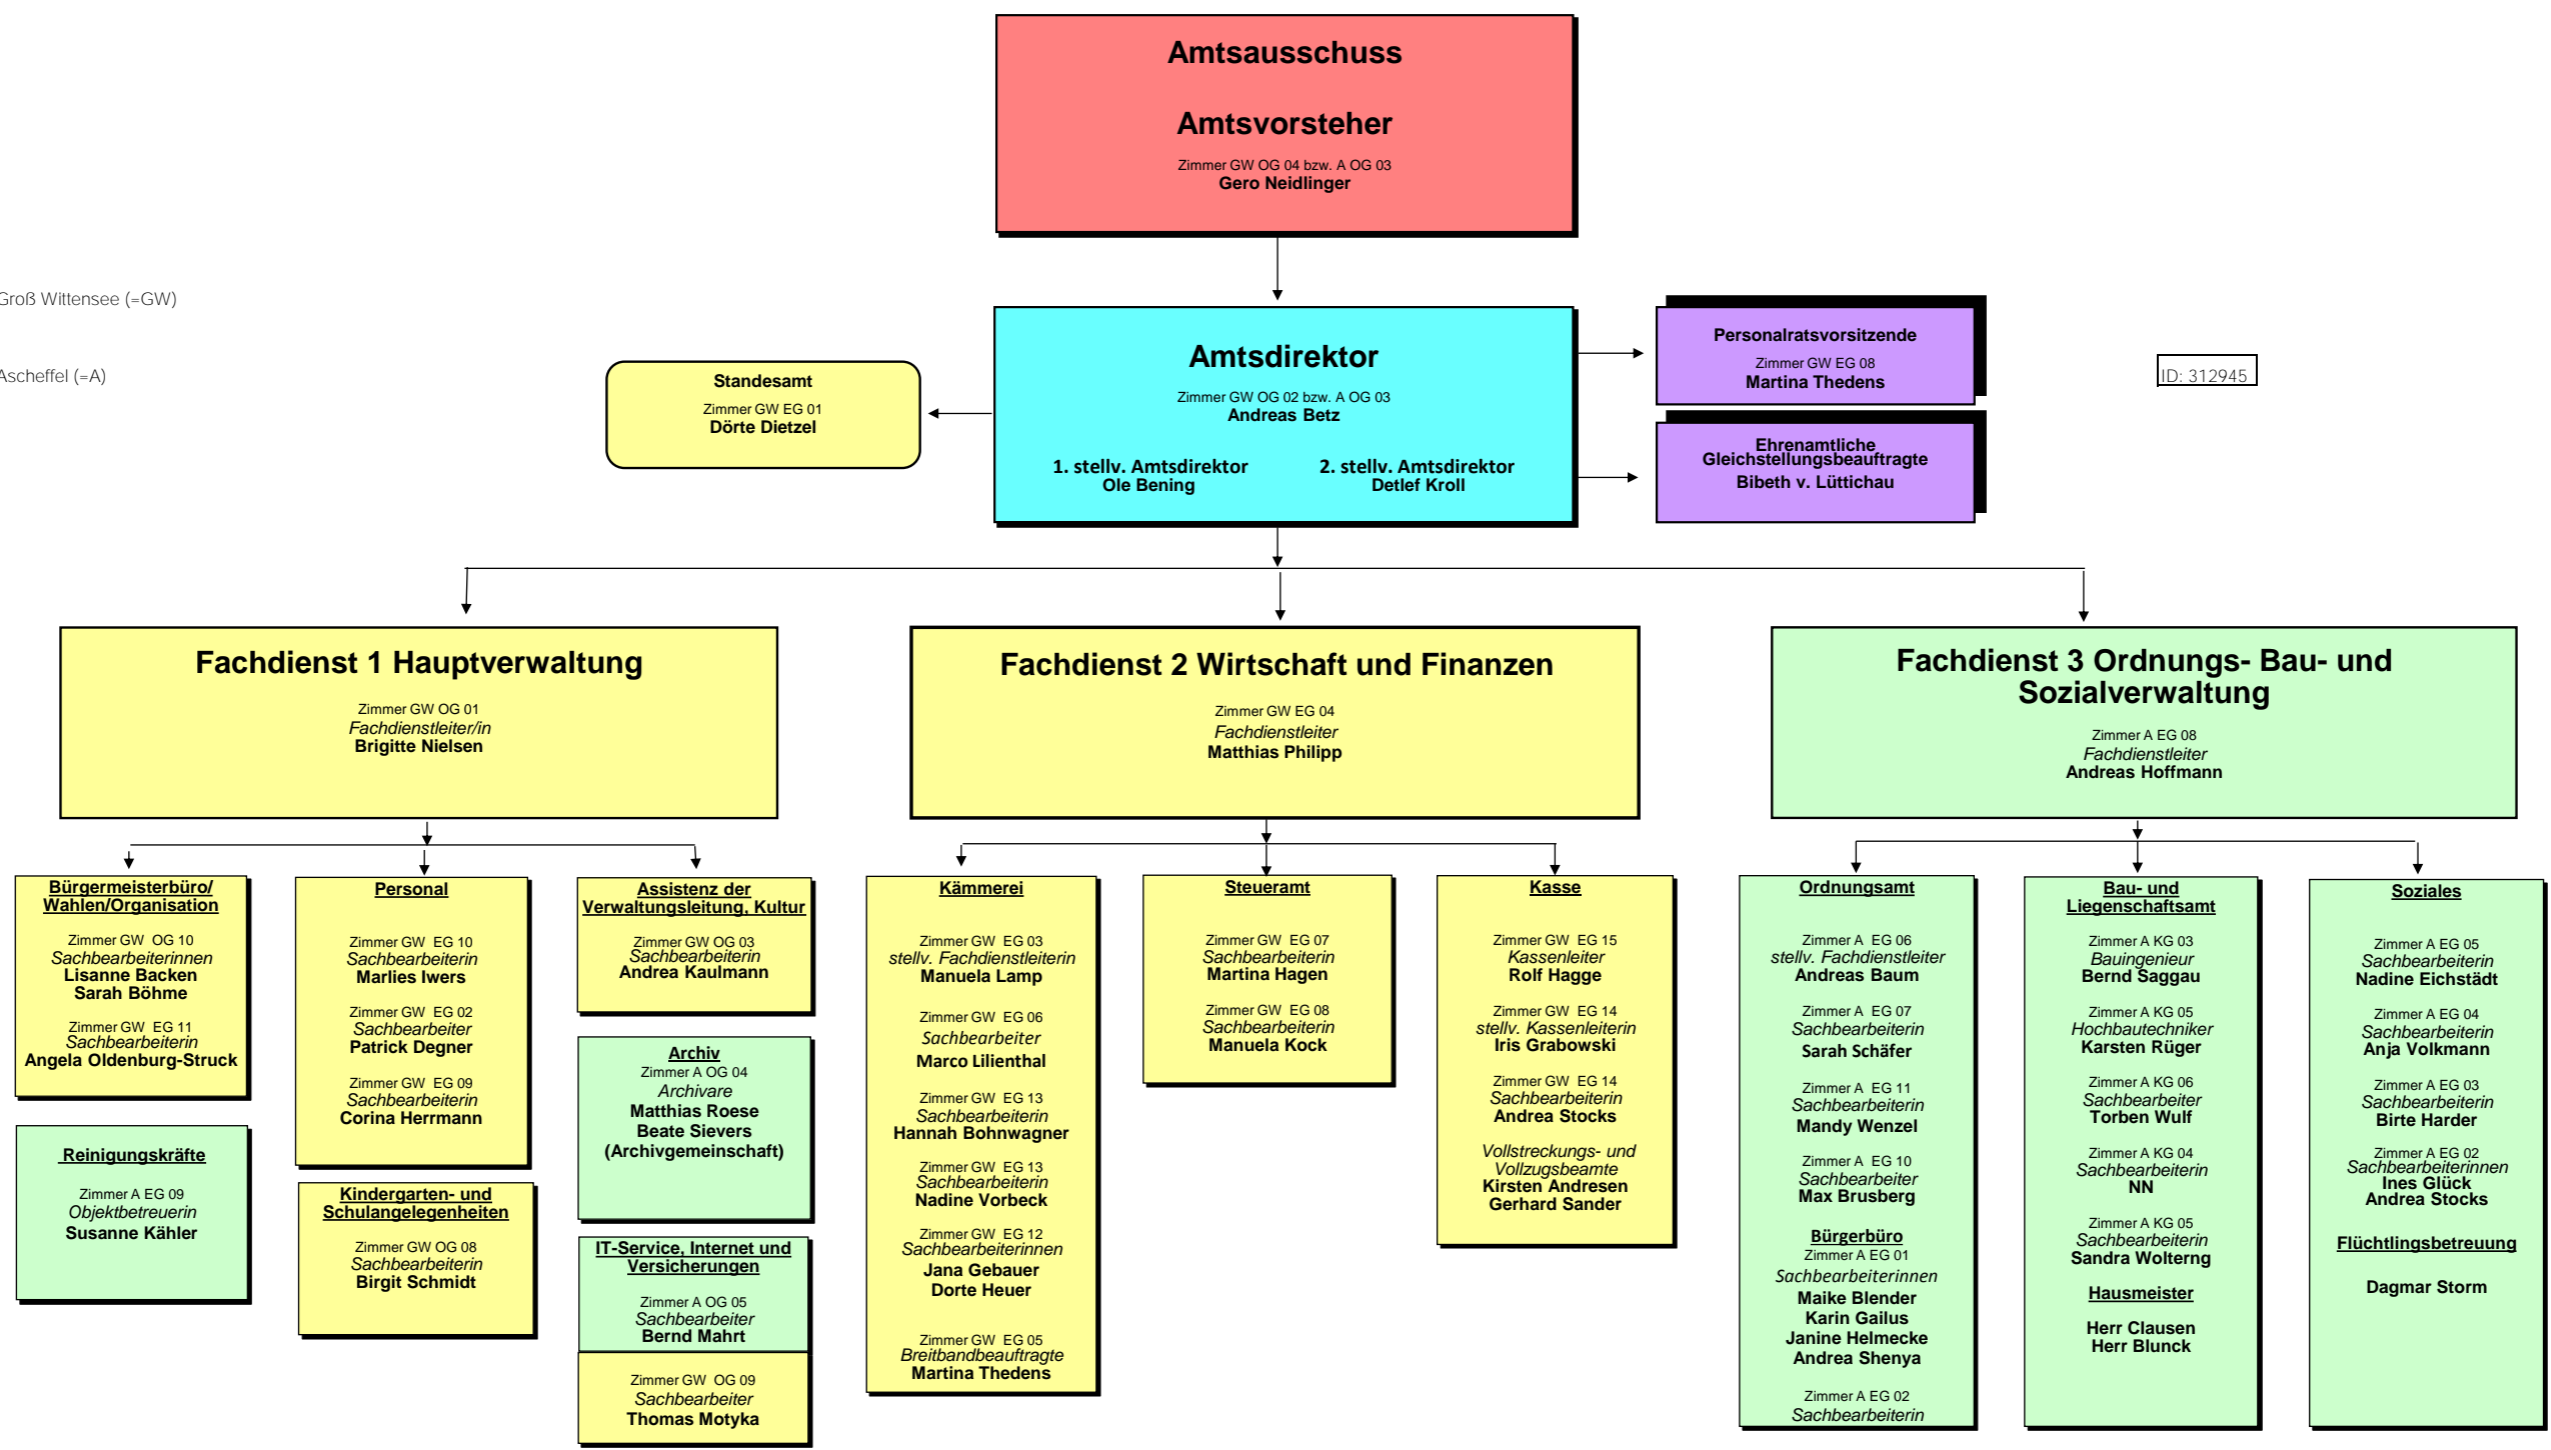 Amtsausschuss
Amtsvorsteher
Zimmer GW OG 04 bzw. A OG 03
Gero Neidlinger
Groß Wittensee (=GW)
Ascheffel (=A)
Standesamt
Zimmer GW EG 01
Dörte Dietzel
Amtsdirektor
Zimmer GW OG 02 bzw. A OG 03
Andreas Betz
1. stellv. Amtsdirektor
Ole Bening
2. stellv. Amtsdirektor
Detlef Kroll
Personalratsvorsitzende
Zimmer GW EG 08
Martina Thedens
Ehrenamtliche
Gleichstellungsbeauftragte
Bibeth v. Lüttichau
ID: 312945
Fachdienst 1 Hauptverwaltung
Zimmer GW OG 01
Fachdienstleiter/in
Brigitte Nielsen
Fachdienst 2 Wirtschaft und Finanzen
Zimmer GW EG 04
Fachdienstleiter
Matthias Philipp
Fachdienst 3 Ordnungs- Bau- und
Sozialverwaltung
Zimmer A EG 08
Fachdienstleiter
Andreas Hoffmann
Bürgermeisterbüro/
Wahlen/Organisation
Zimmer GW OG 10
Sachbearbeiterinnen
Lisanne Backen
Sarah Böhme
Zimmer GW EG 11
Sachbearbeiterin
Angela Oldenburg-Struck
Reinigungskräfte
Zimmer A EG 09
Objektbetreuerin
Susanne Kähler
Personal
Zimmer GW EG 10
Sachbearbeiterin
Marlies Iwers
Zimmer GW EG 02
Sachbearbeiter
Patrick Degner
Zimmer GW EG 09
Sachbearbeiterin
Corina Herrmann
Kindergarten- und
Schulangelegenheiten
Zimmer GW OG 08
Sachbearbeiterin
Birgit Schmidt
Assistenz der
Verwaltungsleitung, Kultur
Zimmer GW OG 03
Sachbearbeiterin
Andrea Kaulmann
Archiv
Zimmer A OG 04
Archivare
Matthias Roese
Beate Sievers
(Archivgemeinschaft)
IT-Service, Internet und
Versicherungen
Zimmer A OG 05
Sachbearbeiter
Bernd Mahrt
Zimmer GW OG 09
Sachbearbeiter
Thomas Motyka
Kämmerei
Zimmer GW EG 03
stellv. Fachdienstleiterin
Manuela Lamp
Zimmer GW EG 06
Sachbearbeiter
Marco Lilienthal
Zimmer GW EG 13
Sachbearbeiterin
Hannah Bohnwagner
Zimmer GW EG 13
Sachbearbeiterin
Nadine Vorbeck
Zimmer GW EG 12
Sachbearbeiterinnen
Jana Gebauer
Dorte Heuer
Zimmer GW EG 05
Breitbandbeauftragte
Martina Thedens
Steueramt
Zimmer GW EG 07
Sachbearbeiterin
Martina Hagen
Zimmer GW EG 08
Sachbearbeiterin
Manuela Kock
Kasse
Zimmer GW EG 15
Kassenleiter
Rolf Hagge
Zimmer GW EG 14
stellv. Kassenleiterin
Iris Grabowski
Zimmer GW EG 14
Sachbearbeiterin
Andrea Stocks
Vollstreckungs- und
Vollzugsbeamte
Kirsten Andresen
Gerhard Sander
Ordnungsamt
Zimmer A EG 06
stellv. Fachdienstleiter
Andreas Baum
Zimmer A EG 07
Sachbearbeiterin
Sarah Schäfer
Zimmer A EG 11
Sachbearbeiterin
Mandy Wenzel
Zimmer A EG 10
Sachbearbeiter
Max Brusberg
Bürgerbüro
Zimmer A EG 01
Sachbearbeiterinnen
Maike Blender
Karin Gailus
Janine Helmecke
Andrea Shenya
Zimmer A EG 02
Sachbearbeiterin
Bau- und
Liegenschaftsamt
Zimmer A KG 03
Bauingenieur
Bernd Saggau
Zimmer A KG 05
Hochbautechniker
Karsten Rüger
Zimmer A KG 06
Sachbearbeiter
Torben Wulf
Zimmer A KG 04
Sachbearbeiterin
NN
Zimmer A KG 05
Sachbearbeiterin
Sandra Wolterng
Hausmeister
Herr Clausen
Herr Blunck
Soziales
Zimmer A EG 05
Sachbearbeiterin
Nadine Eichstädt
Zimmer A EG 04
Sachbearbeiterin
Anja Volkmann
Zimmer A EG 03
Sachbearbeiterin
Birte Harder
Zimmer A EG 02
Sachbearbeiterinnen
Ines Glück
Andrea Stocks
Flüchtlingsbetreuung
Dagmar Storm